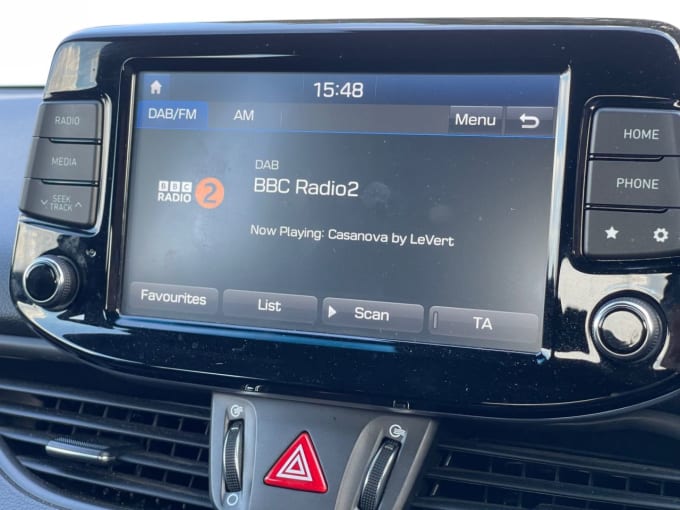 15:48
DAB/FM AM Menu
RADIO
MEDIA
SEEK
TRACK
DAB
BBC Radio2
BBC
RADIO 2
Now Playing: Casanova by LeVert
Favourites List Scan TA
HOME
PHONE